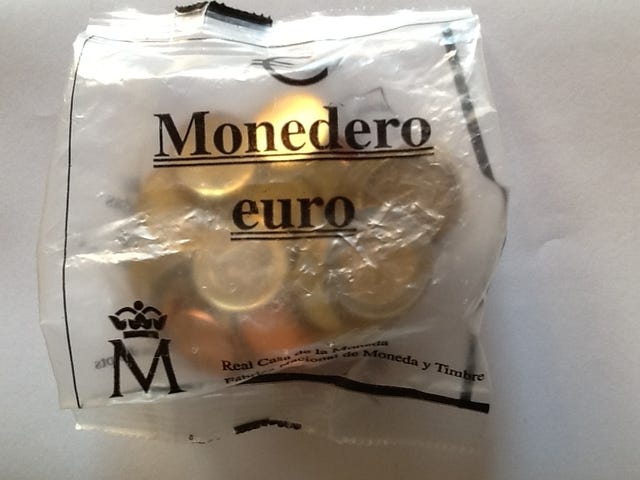 €
Monedero
euro
M
Real Casa de la Moneda
Fábrica Nacional de Moneda y Timbre